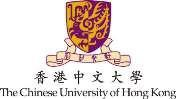 香港中文大學
The Chinese University of Hong Kong